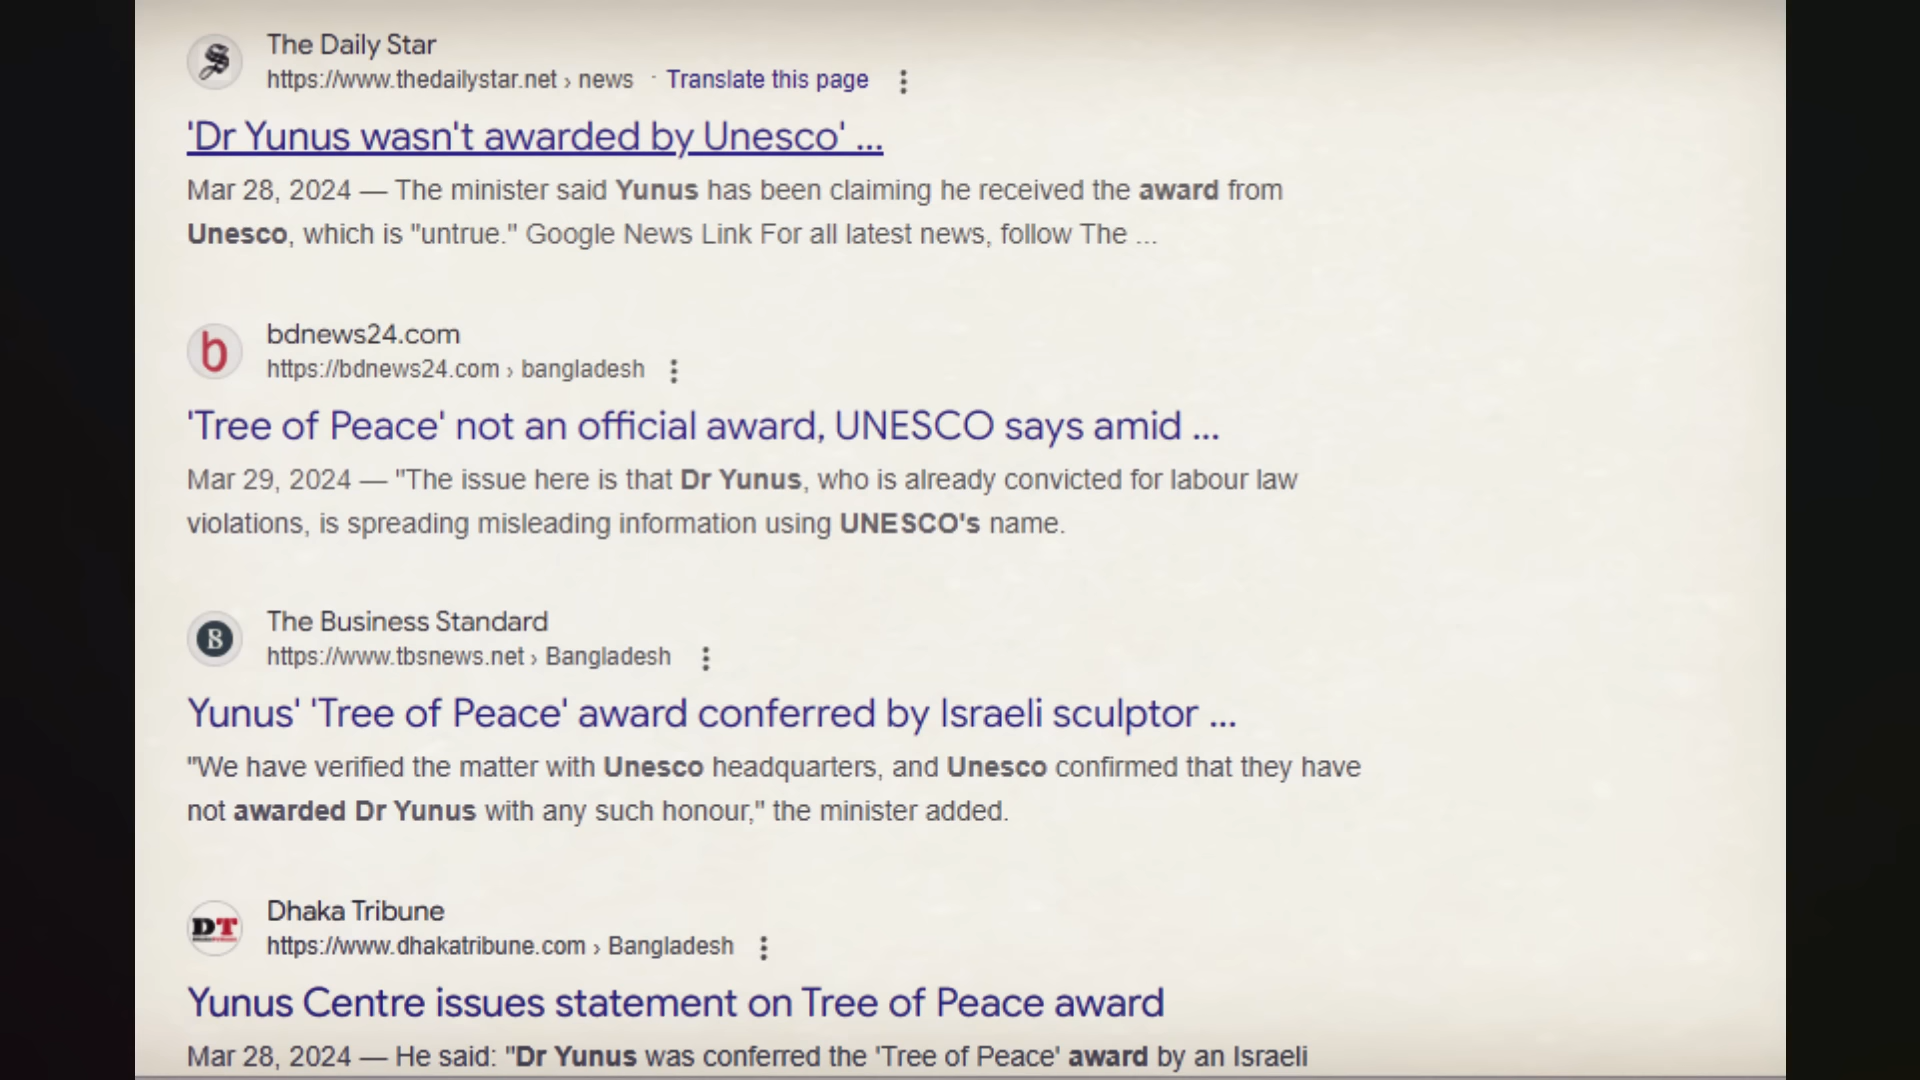 The Daily Star
https://www.thedailystar.net › news · Translate this page
'Dr Yunus wasn't awarded by Unesco' ...
Mar 28, 2024 — The minister said Yunus has been claiming he received the award from
Unesco, which is "untrue." Google News Link For all latest news, follow The ...
b
bdnews24.com
https://bdnews24.com › bangladesh
'Tree of Peace' not an official award, UNESCO says amid ...
Mar 29, 2024 — "The issue here is that Dr Yunus, who is already convicted for labour law
violations, is spreading misleading information using UNESCO's name.
B
The Business Standard
https://www.tbsnews.net › Bangladesh
Yunus' 'Tree of Peace' award conferred by Israeli sculptor ...
"We have verified the matter with Unesco headquarters, and Unesco confirmed that they have
not awarded Dr Yunus with any such honour," the minister added.
DT
Dhaka Tribune
https://www.dhakatribune.com › Bangladesh
Yunus Centre issues statement on Tree of Peace award
Mar 28, 2024 — He said: "Dr Yunus was conferred the 'Tree of Peace' award by an Israeli